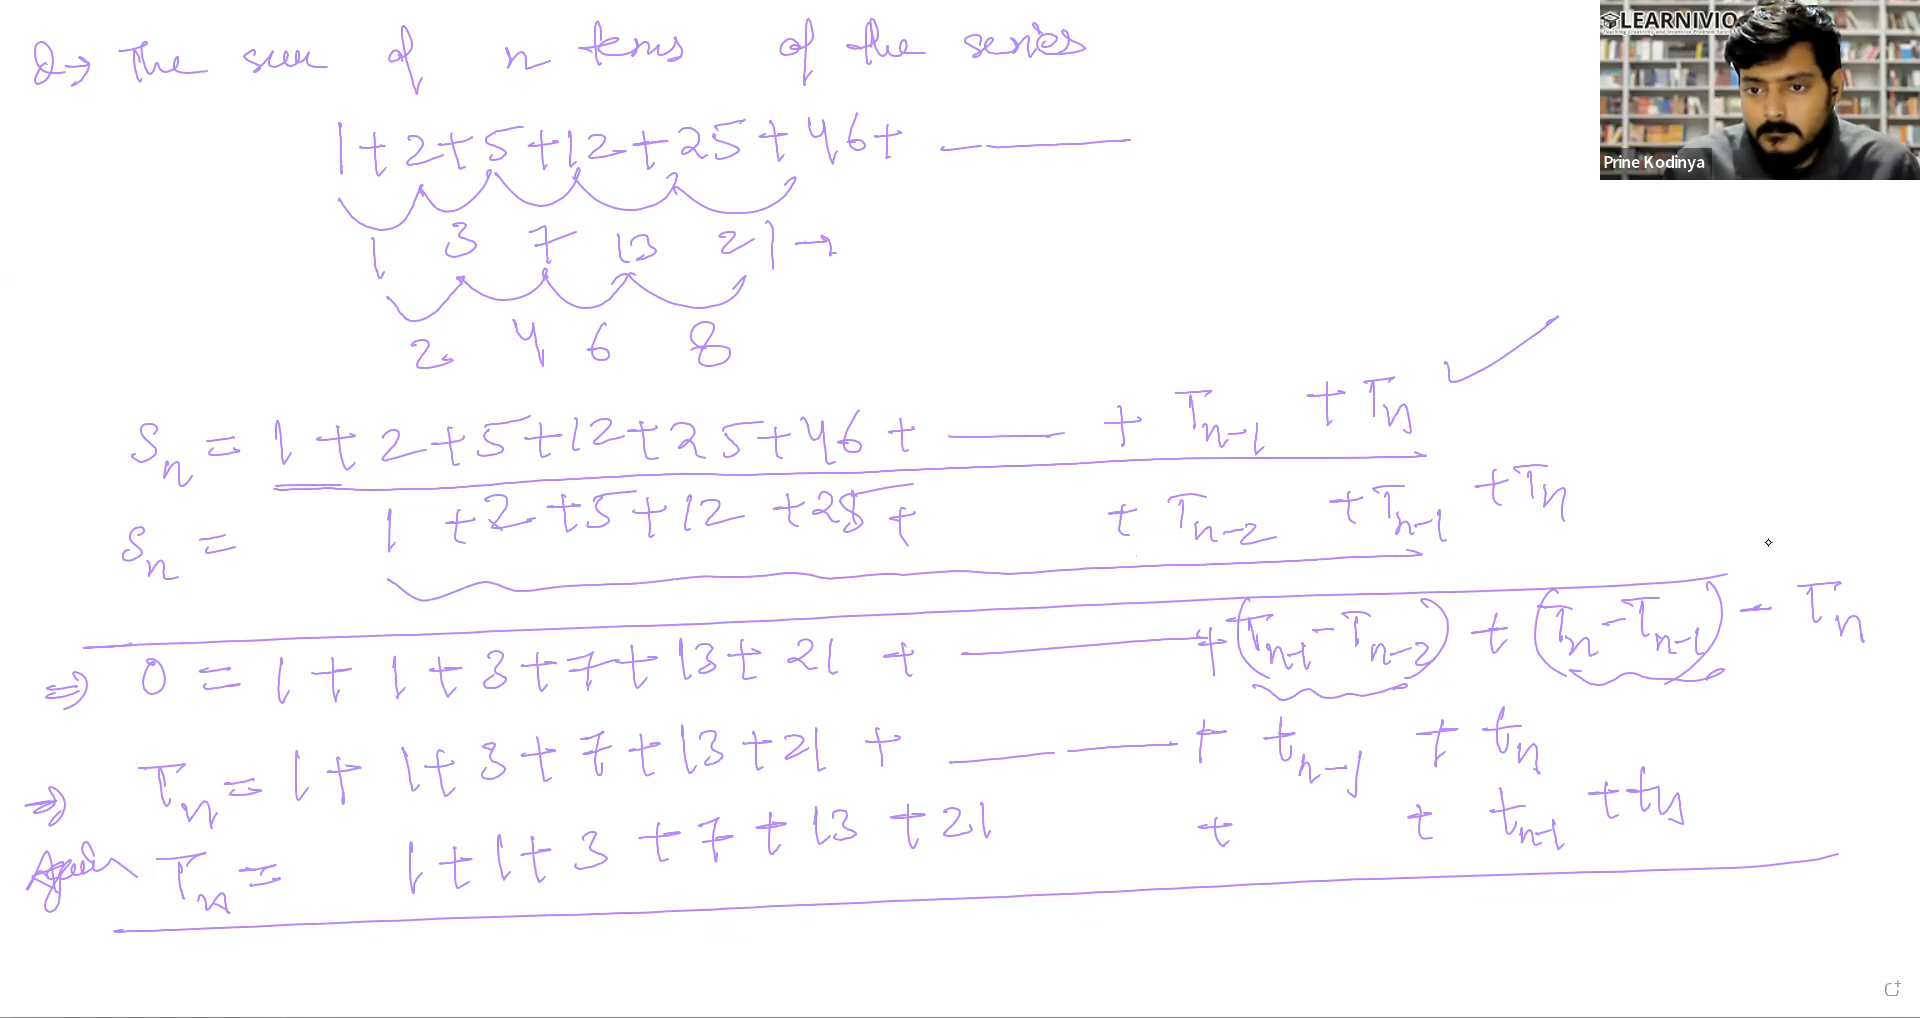 Q→ The sum of n terms of the series
LEARNIVIO
Prine Kodinya
1+2+5+12+25+46+ ———
1 3 7 13 21→
2 4 6 8
Sn = 1+2+5+12+25+46+ —— + Tn-1 + Tn ✓
Sn = 1+2+5+12+25+ + Tn-2 + Tn-1 + Tn
⇒ 0 = 1+1+3+7+13+21+ ——— + (Tn-1 - Tn-2) + (Tn - Tn-1) - Tn
⇒ Tn = 1+1+3+7+13+21+ ——— + tn-1 + tn
Again Tn = 1+1+3+7+13+21 + + tn-1 + tn